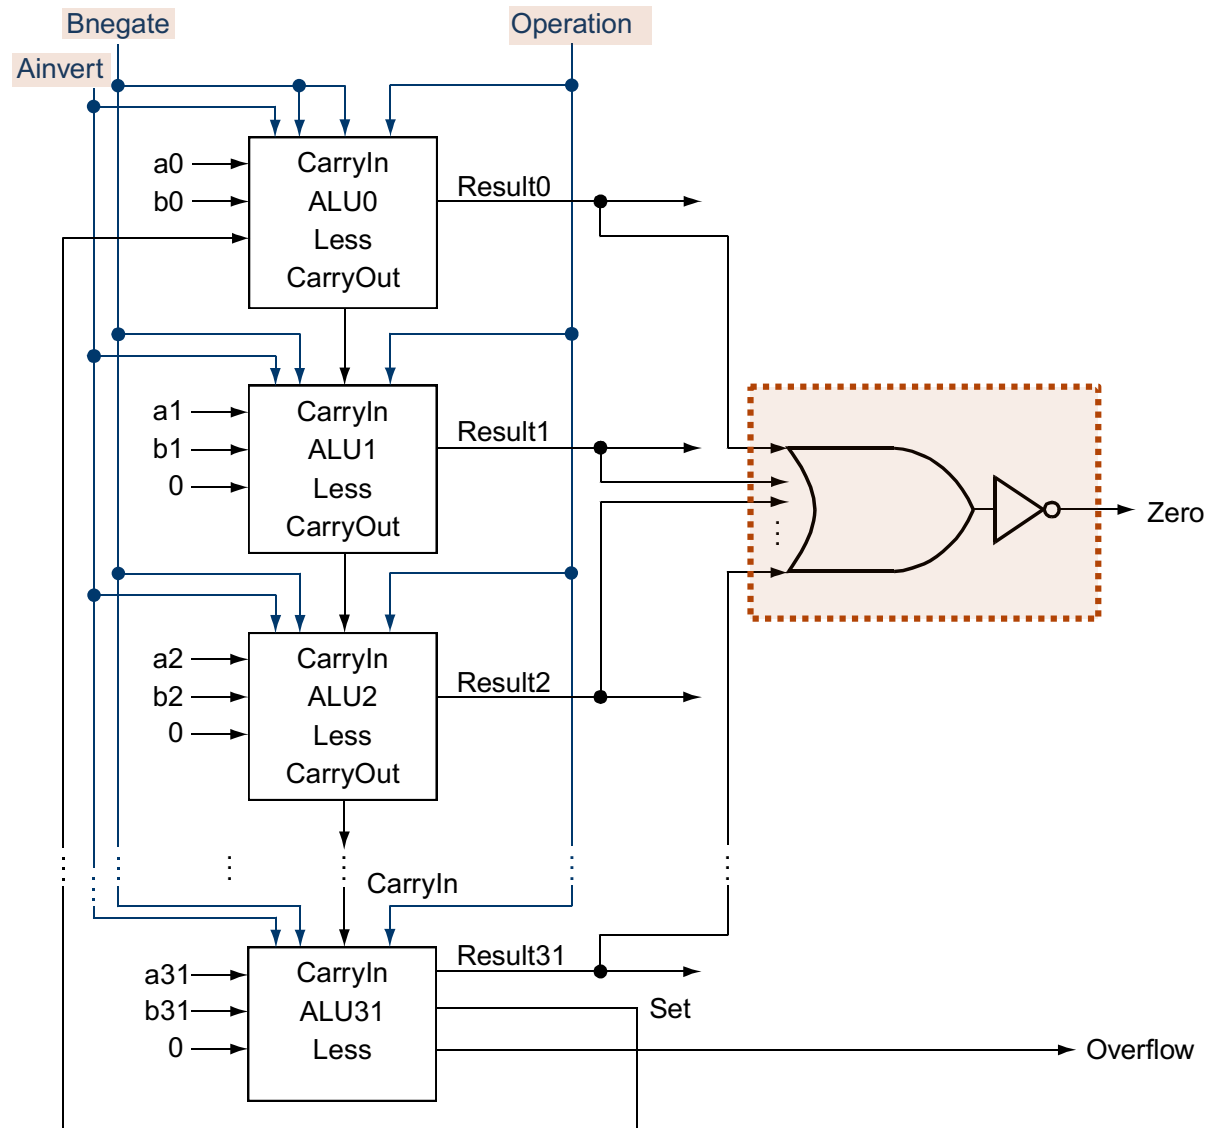 Bnegate
Operation
Ainvert
a0
CarryIn
Result0
b0
ALU0
Less
CarryOut
a1
CarryIn
Result1
b1
ALU1
0
Less
CarryOut
Zero
a2
CarryIn
Result2
b2
ALU2
0
Less
CarryOut
CarryIn
a31
CarryIn
Result31
b31
ALU31
Set
0
Less
Overflow